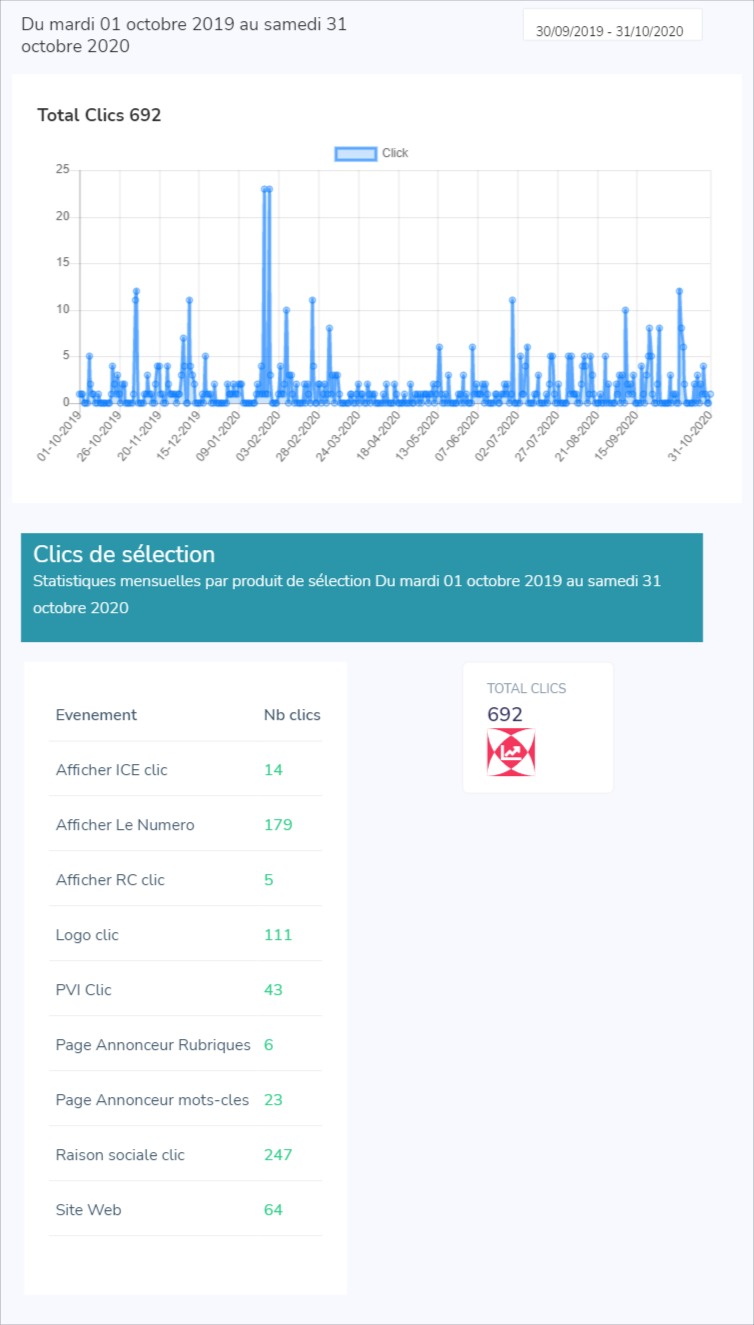 Du mardi 01 octobre 2019 au samedi 31
octobre 2020
30/09/2019 - 31/10/2020
Total Clics 692
Click
25
20
15
10
5
0
01-10-2019
26-10-2019
20-11-2019
15-12-2019
09-01-2020
03-02-2020
28-02-2020
24-03-2020
18-04-2020
13-05-2020
07-06-2020
02-07-2020
27-07-2020
21-08-2020
15-09-2020
31-10-2020
Clics de sélection
Statistiques mensuelles par produit de sélection Du mardi 01 octobre 2019 au samedi 31
octobre 2020
Evenement Nb clics
Afficher ICE clic 14
Afficher Le Numero 179
Afficher RC clic 5
Logo clic 111
PVI Clic 43
Page Annonceur Rubriques 6
Page Annonceur mots-cles 23
Raison sociale clic 247
Site Web 64
TOTAL CLICS
692